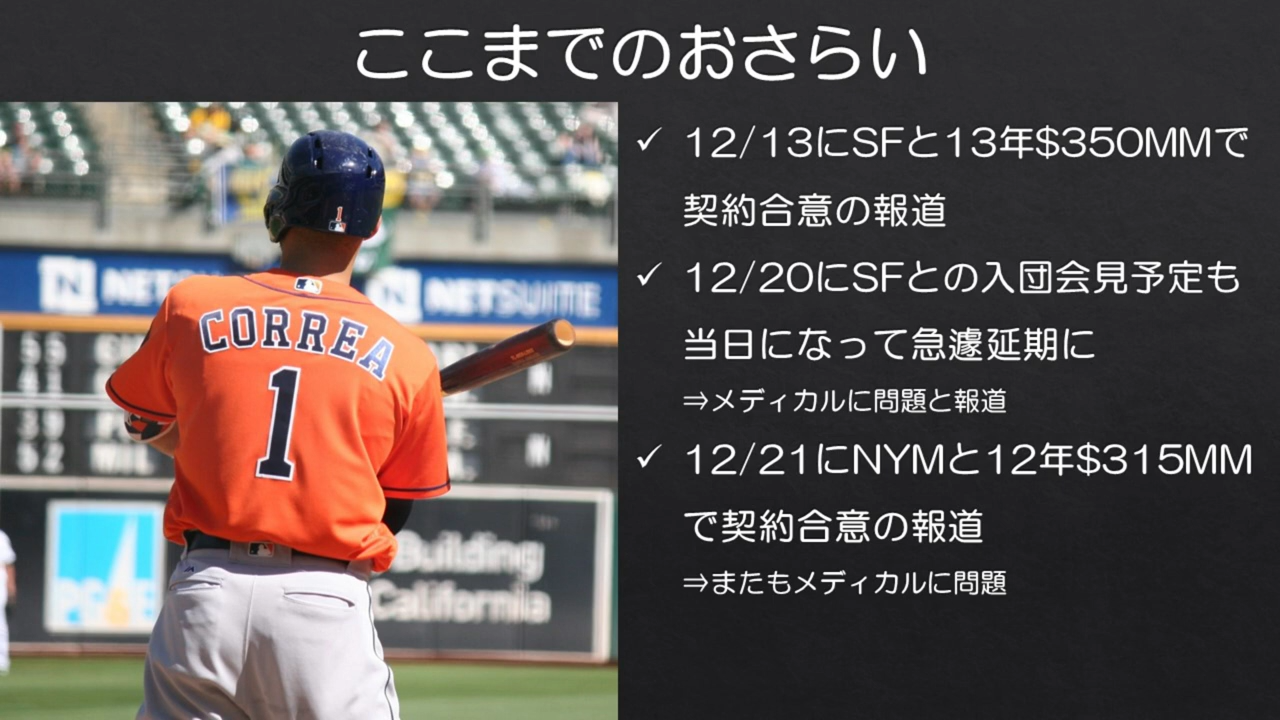 ここまでのおさらい
✓ 12/13にSFと13年$350MMで
契約合意の報道
✓ 12/20にSFとの入団会見予定も
当日になって急遽延期に
⇒メディカルに問題と報道
✓ 12/21にNYMと12年$315MM
で契約合意の報道
⇒またもメディカルに問題
1
N NETSUITE
N NETSUITE
CORREA
1
N
N
52 MIL
PG&E
Building
California